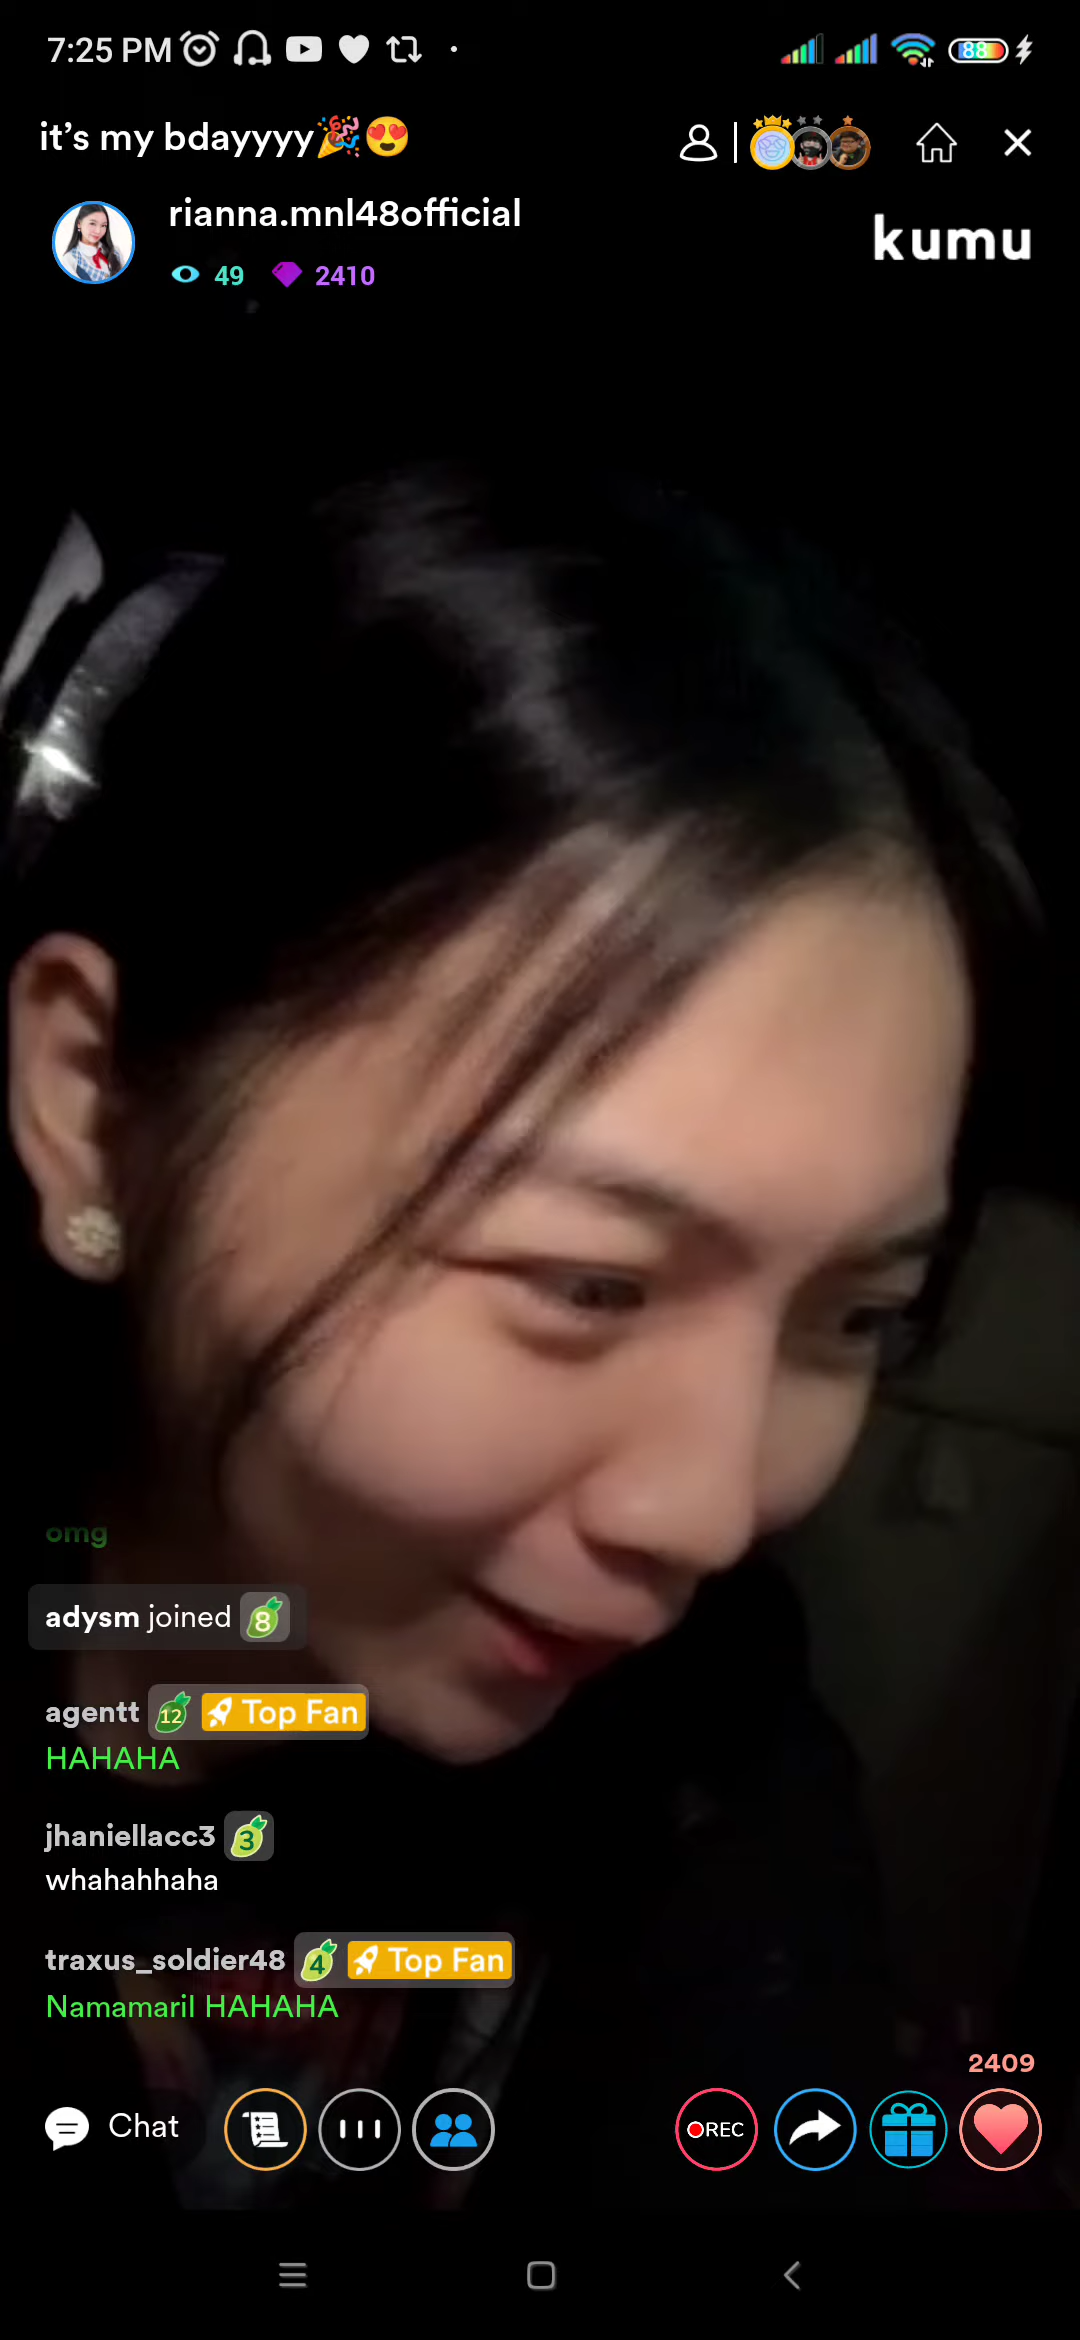 7:25 PM
88
it's my bdayyyy🎉😍
rianna.mnl48official
49 2410
kumu
omg
adysm joined 8
agentt 12 Top Fan
HAHAHA
jhaniellacc3 3
whahahhaha
traxus_soldier48 4 Top Fan
Namamaril HAHAHA
2409
Chat
REC